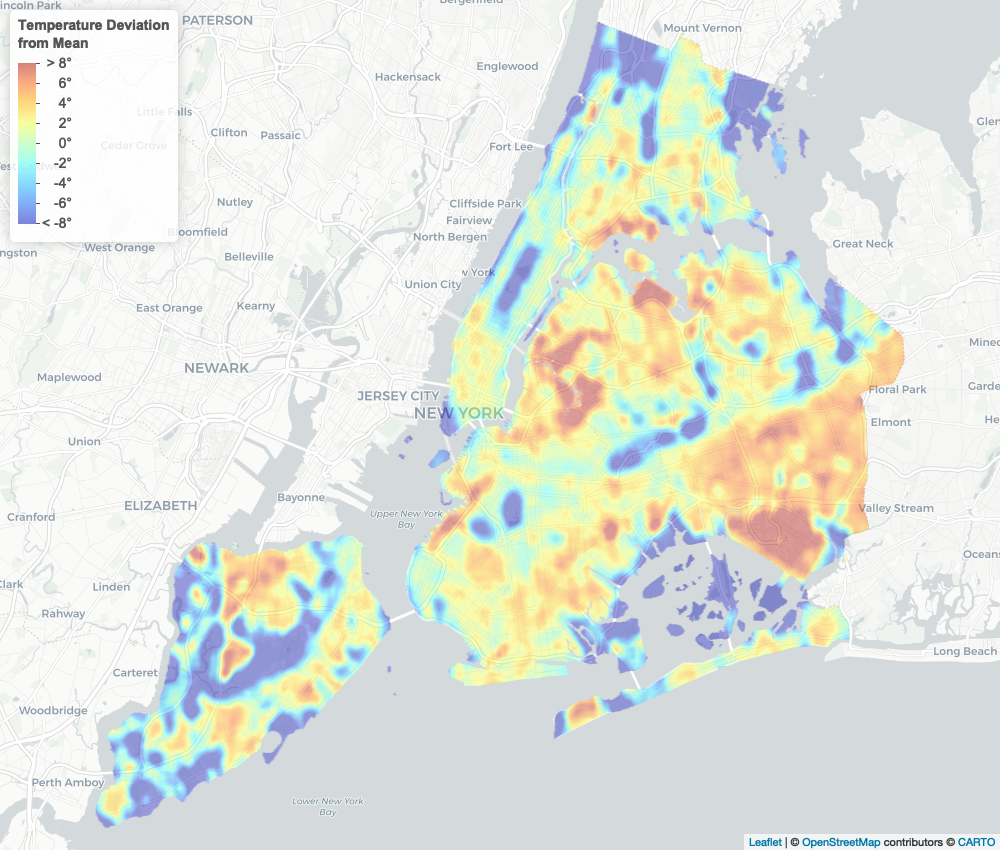 incoln Park
Temperature Deviation
from Mean
> 8°
6°
4°
2°
0°
-2°
-4°
-6°
< -8°
PATERSON
Bergenfield
Mount Vernon
Englewood
Hackensack
Little Falls
Clifton
Passaic
Cedar Grove
Fort Lee
Glen
Nutley
Cliffside Park
Fairview
Bloomfield
North Bergen
West Orange
Belleville
Great Neck
ngston
Union City
East Orange
Kearny
NEWARK
Maplewood
JERSEY CITY
NEW YORK
Floral Park
Garde
Elmont
He
Mine
Union
ELIZABETH
Bayonne
Cranford
Upper New York
Bay
Valley Stream
Ocean
Clark
Linden
Rahway
Carteret
Long Beach
Woodbridge
Perth Amboy
Lower New York
Bay
Leaflet | © OpenStreetMap contributors © CARTO